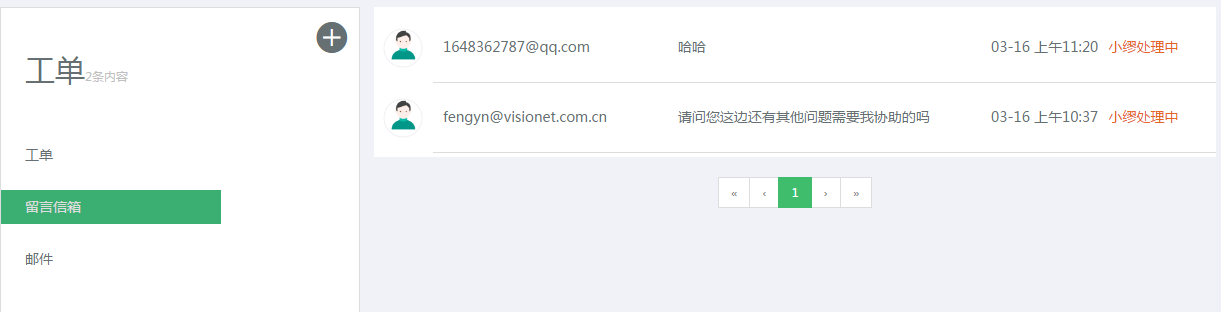 工单2条内容
工单
留言信箱
邮件
1648362787@qq.com 哈哈 03-16 上午11:20 小缪处理中
fengyn@visionet.com.cn 请问您这边还有其他问题需要我协助的吗 03-16 上午10:37 小缪处理中
« ‹ 1 › »